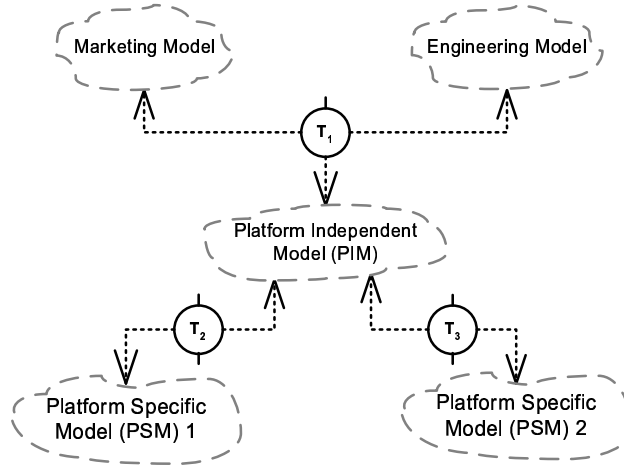 Marketing Model
Engineering Model
T1
Platform Independent
Model (PIM)
T2
T3
Platform Specific
Model (PSM) 1
Platform Specific
Model (PSM) 2